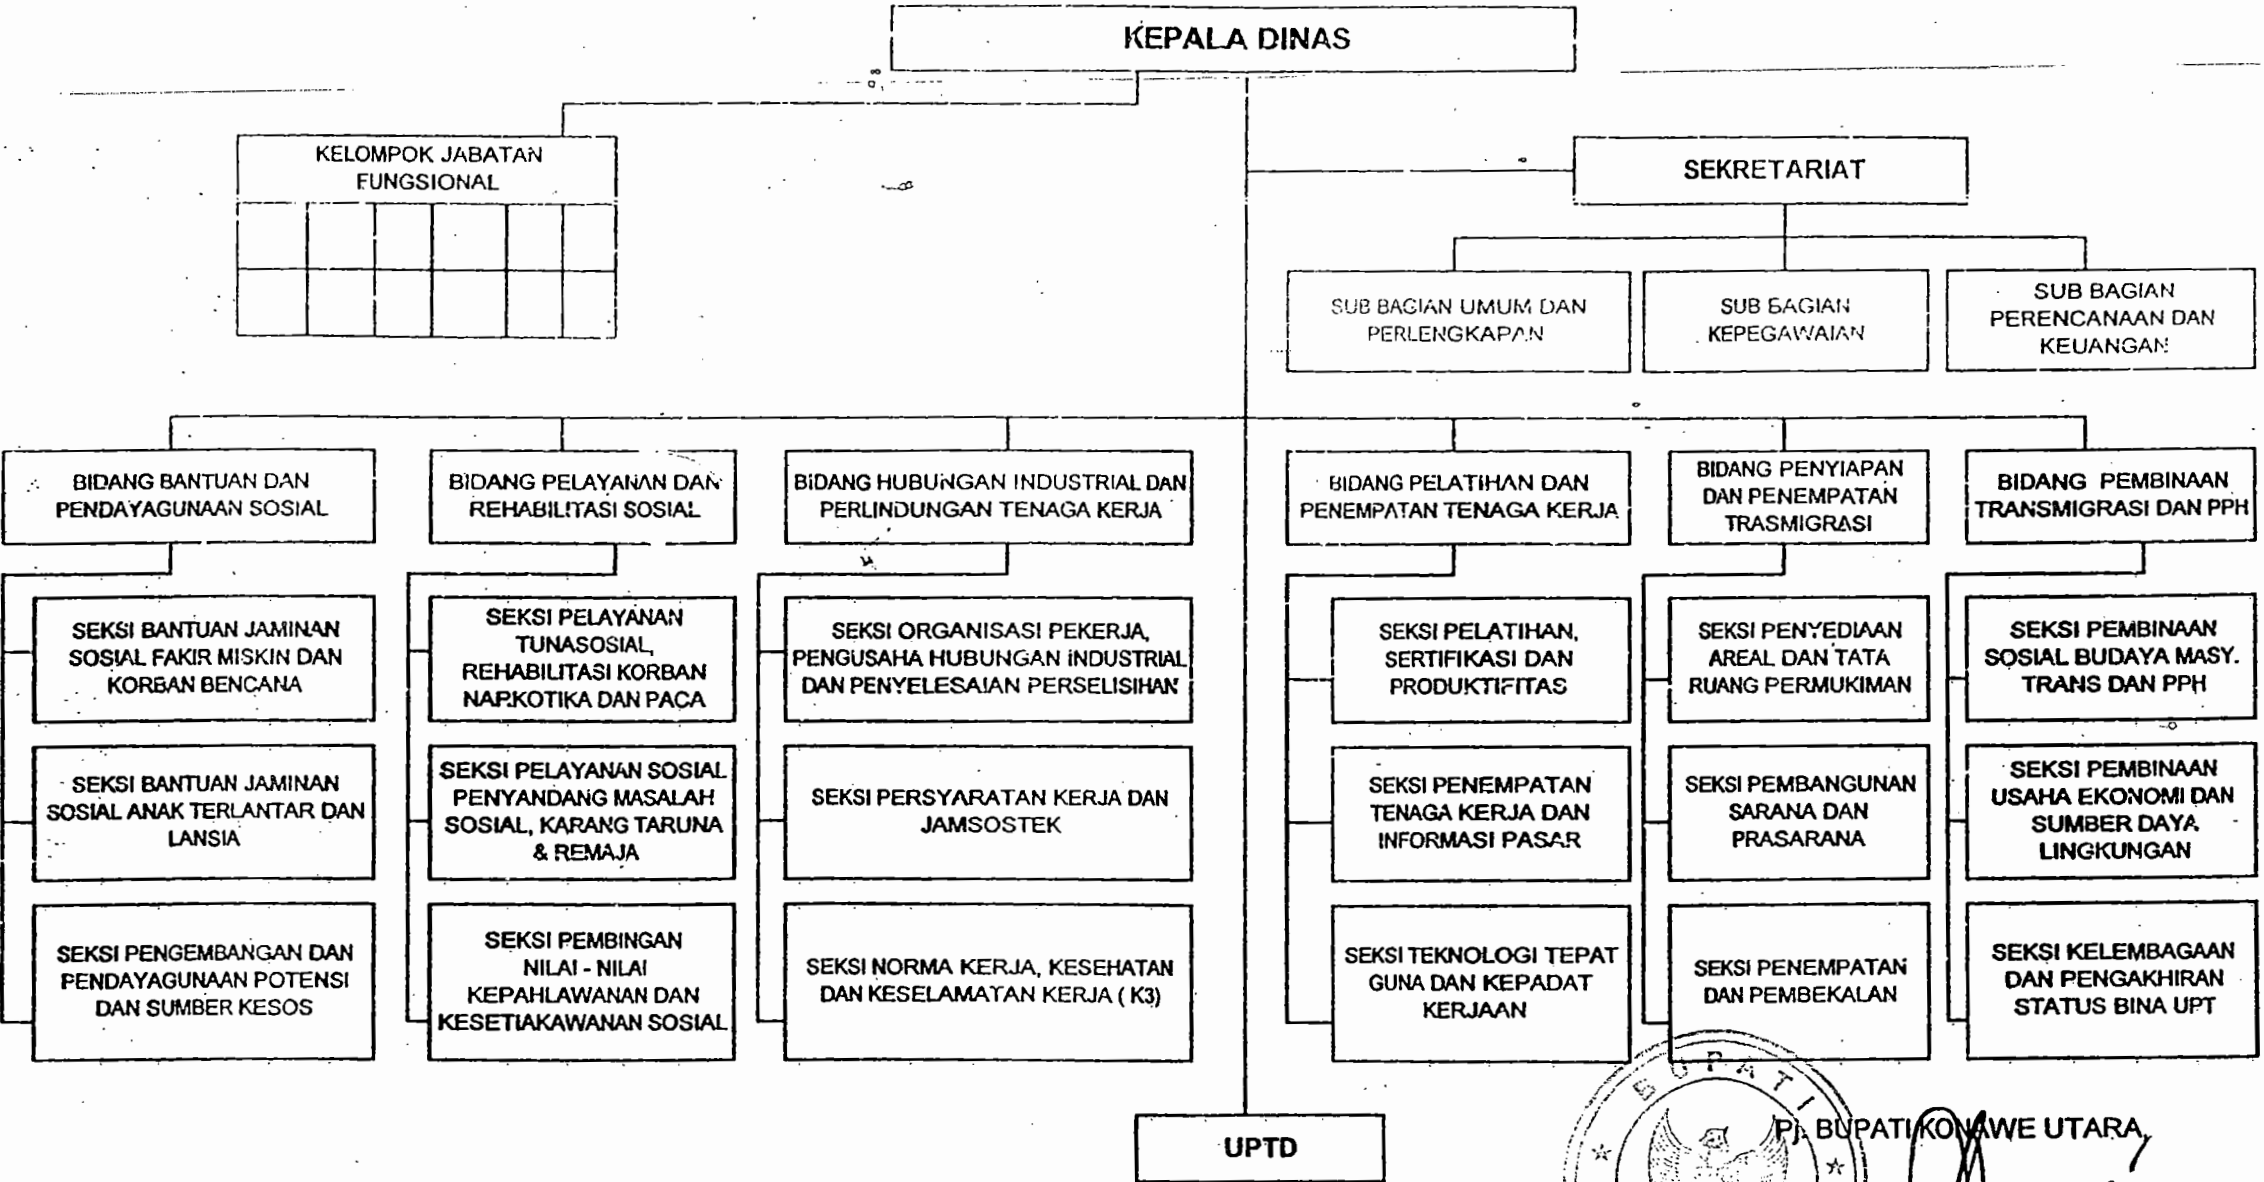 KEPALA DINAS
KELOMPOK JABATAN
FUNGSIONAL
SEKRETARIAT
SUB BAGIAN UMUM DAN
PERLENGKAPAN
SUB BAGIAN
KEPEGAWAIAN
SUB BAGIAN
PERENCANAAN DAN
KEUANGAN
BIDANG BANTUAN DAN
PENDAYAGUNAAN SOSIAL
BIDANG PELAYANAN DAN
REHABILITASI SOSIAL
BIDANG HUBUNGAN INDUSTRIAL DAN
PERLINDUNGAN TENAGA KERJA
BIDANG PELATIHAN DAN
PENEMPATAN TENAGA KERJA
BIDANG PENYIAPAN
DAN PENEMPATAN
TRASMIGRASI
BIDANG PEMBINAAN
TRANSMIGRASI DAN PPH
SEKSI BANTUAN JAMINAN
SOSIAL FAKIR MISKIN DAN
KORBAN BENCANA
SEKSI PELAYANAN
TUNASOSIAL,
REHABILITASI KORBAN
NARKOTIKA DAN PACA
SEKSI ORGANISASI PEKERJA,
PENGUSAHA HUBUNGAN INDUSTRIAL
DAN PENYELESAIAN PERSELISIHAN
SEKSI PELATIHAN,
SERTIFIKASI DAN
PRODUKTIFITAS
SEKSI PENYEDIAAN
AREAL DAN TATA
RUANG PERMUKIMAN
SEKSI PEMBINAAN
SOSIAL BUDAYA MASY.
TRANS DAN PPH
SEKSI BANTUAN JAMINAN
SOSIAL ANAK TERLANTAR DAN
LANSIA
SEKSI PELAYANAN SOSIAL
PENYANDANG MASALAH
SOSIAL, KARANG TARUNA
& REMAJA
SEKSI PERSYARATAN KERJA DAN
JAMSOSTEK
SEKSI PENEMPATAN
TENAGA KERJA DAN
INFORMASI PASAR
SEKSI PEMBANGUNAN
SARANA DAN
PRASARANA
SEKSI PEMBINAAN
USAHA EKONOMI DAN
SUMBER DAYA
LINGKUNGAN
SEKSI PENGEMBANGAN DAN
PENDAYAGUNAAN POTENSI
DAN SUMBER KESOS
SEKSI PEMBINGAN
NILAI - NILAI
KEPAHLAWANAN DAN
KESETIAKAWANAN SOSIAL
SEKSI NORMA KERJA, KESEHATAN
DAN KESELAMATAN KERJA ( K3)
SEKSI TEKNOLOGI TEPAT
GUNA DAN KEPADAT
KERJAAN
SEKSI PENEMPATAN
DAN PEMBEKALAN
SEKSI KELEMBAGAAN
DAN PENGAKHIRAN
STATUS BINA UPT
UPTD
BUPATI
Pj. BUPATI KONAWE UTARA,